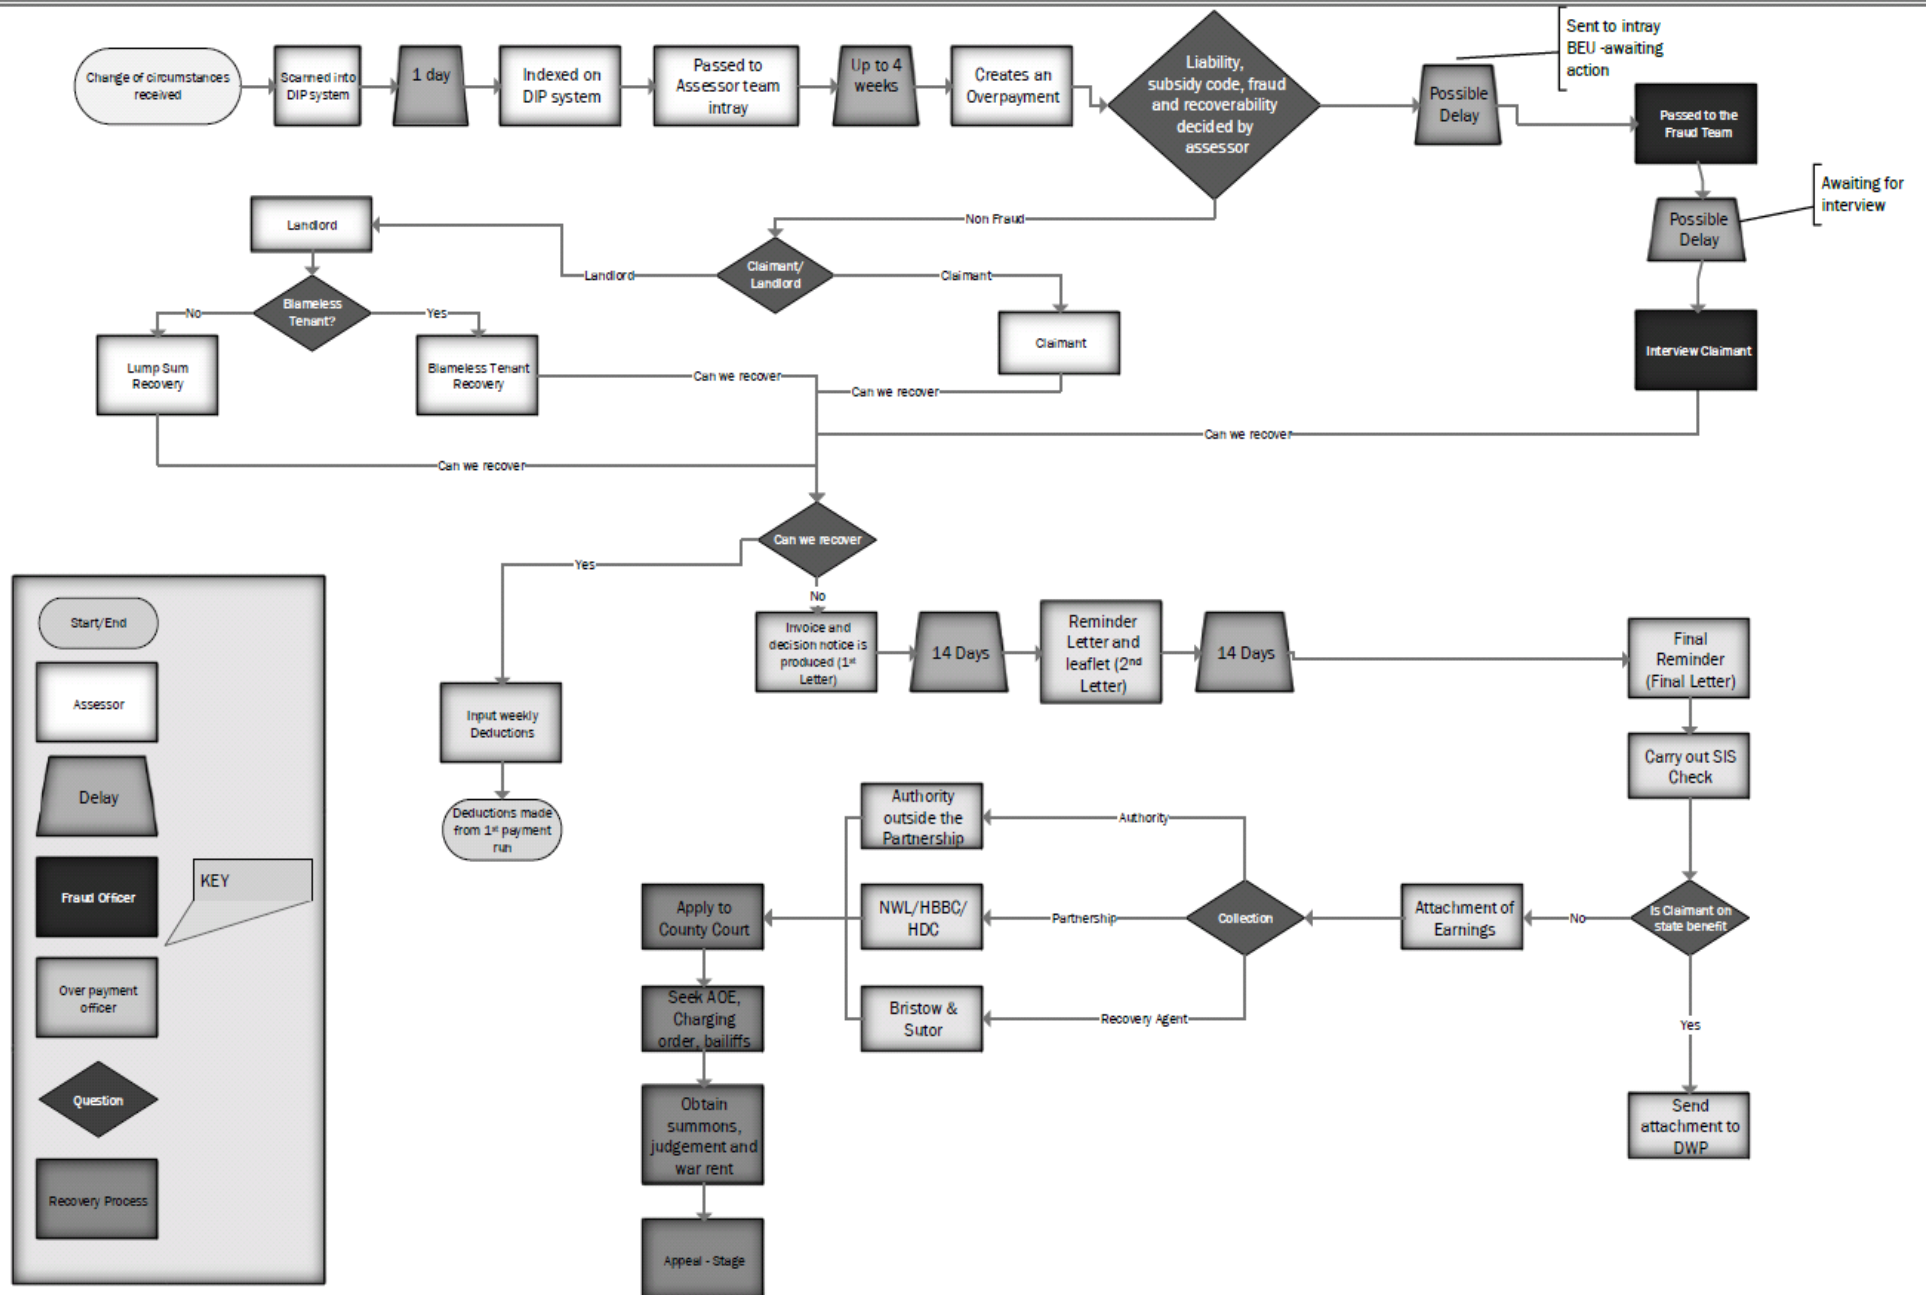 Change of circumstances
received
Scanned into
DIP system
1 day
Indexed on
DIP system
Passed to
Assessor team
intray
Up to 4
weeks
Creates an
Overpayment
Liability,
subsidy code, fraud
and recoverability
decided by
assessor
Possible
Delay
Sent to intray
BEU -awaiting
action
Passed to the
Fraud Team
Possible
Delay
Awaiting for
interview
Interview Claimant
Non Fraud
Claimant/
Landlord
Landlord
Claimant
Landlord
Blameless
Tenant?
No
Yes
Lump Sum
Recovery
Blameless Tenant
Recovery
Claimant
Can we recover
Can we recover
Can we recover
Can we recover
Can we recover
Yes
No
Input weekly
Deductions
Deductions made
from 1st payment
run
Invoice and
decision notice is
produced (1st
Letter)
14 Days
Reminder
Letter and
leaflet (2nd
Letter)
14 Days
Final
Reminder
(Final Letter)
Carry out SIS
Check
Is Claimant on
state benefit
No
Yes
Send
attachment to
DWP
Attachment of
Earnings
Collection
Authority
Partnership
Recovery Agent
Authority
outside the
Partnership
NWL/HBBC/
HDC
Bristow &
Sutor
Apply to
County Court
Seek AOE,
Charging
order, bailiffs
Obtain
summons,
judgement and
war rent
Appeal - Stage
Start/End
Assessor
Delay
Fraud Officer
KEY
Over payment
officer
Question
Recovery Process